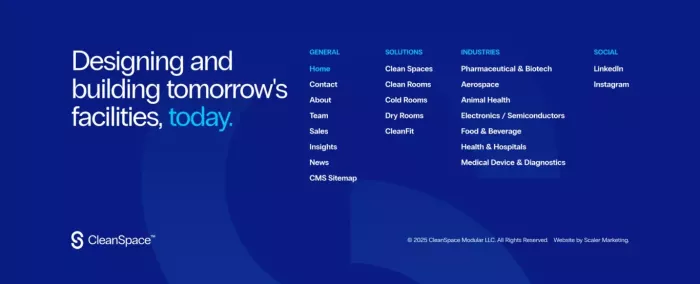 Designing and
building tomorrow's
facilities, today.
GENERAL
Home
Contact
About
Team
Sales
Insights
News
CMS Sitemap
SOLUTIONS
Clean Spaces
Clean Rooms
Cold Rooms
Dry Rooms
CleanFit
INDUSTRIES
Pharmaceutical & Biotech
Aerospace
Animal Health
Electronics / Semiconductors
Food & Beverage
Health & Hospitals
Medical Device & Diagnostics
SOCIAL
LinkedIn
Instagram
CleanSpace™
© 2025 CleanSpace Modular LLC. All Rights Reserved. Website by Scaler Marketing.